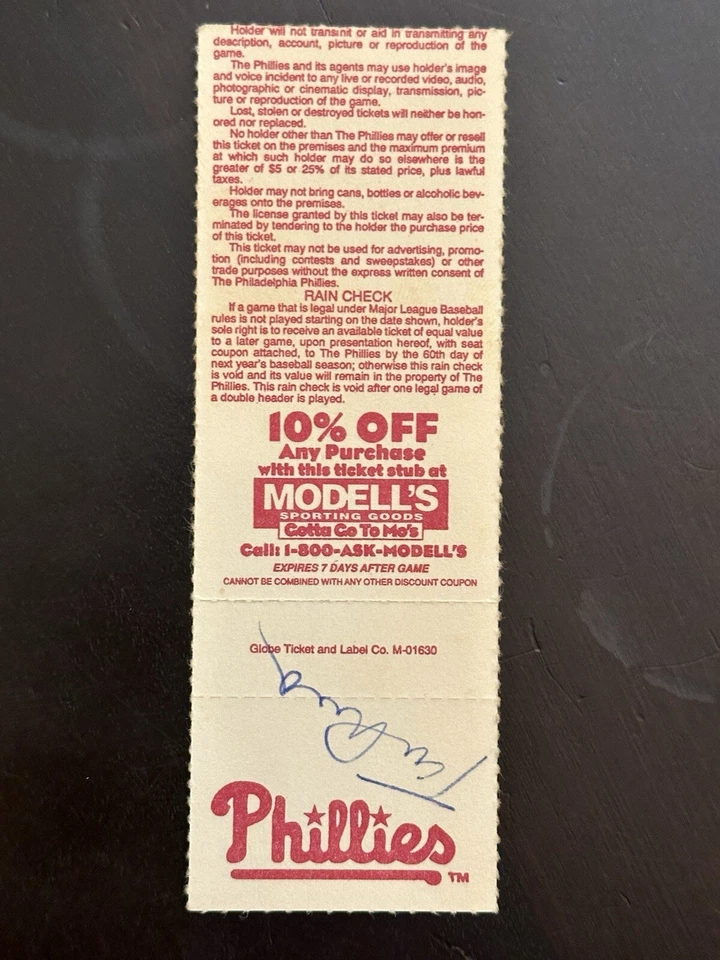 Holder will not transmit or aid in transmitting any
description, account, picture or reproduction of the
game.
The Phillies and its agents may use holder's image
and voice incident to any live or recorded video, audio,
photographic or cinematic display, transmission, pic-
ture or reproduction of the game.
Lost, stolen or destroyed tickets will neither be hon-
ored nor replaced.
No holder other than The Phillies may offer or resell
this ticket on the premises and the maximum premium
at which such holder may do so elsewhere is the
greater of $5 or 25% of its stated price, plus lawful
taxes.
Holder may not bring cans, bottles or alcoholic bev-
erages onto the premises.
The license granted by this ticket may also be ter-
minated by tendering to the holder the purchase price
of this ticket.
This ticket may not be used for advertising, promo-
tion (including contests and sweepstakes) or other
trade purposes without the express written consent of
The Philadelphia Phillies.
RAIN CHECK
If a game that is legal under Major League Baseball
rules is not played starting on the date shown, holder's
sole right is to receive an available ticket of equal value
to a later game, upon presentation hereof, with seat
coupon attached, to The Phillies by the 60th day of
next year's baseball season; otherwise this rain check
is void and its value will remain in the property of The
Phillies. This rain check is void after one legal game of
a double header is played.
10% OFF
Any Purchase
with this ticket stub at
MODELL'S
SPORTING GOODS
Gotta Go To Mo's
Call: 1-800-ASK-MODELL'S
EXPIRES 7 DAYS AFTER GAME
CANNOT BE COMBINED WITH ANY OTHER DISCOUNT COUPON
Globe Ticket and Label Co. M-01630
Phillies
TM